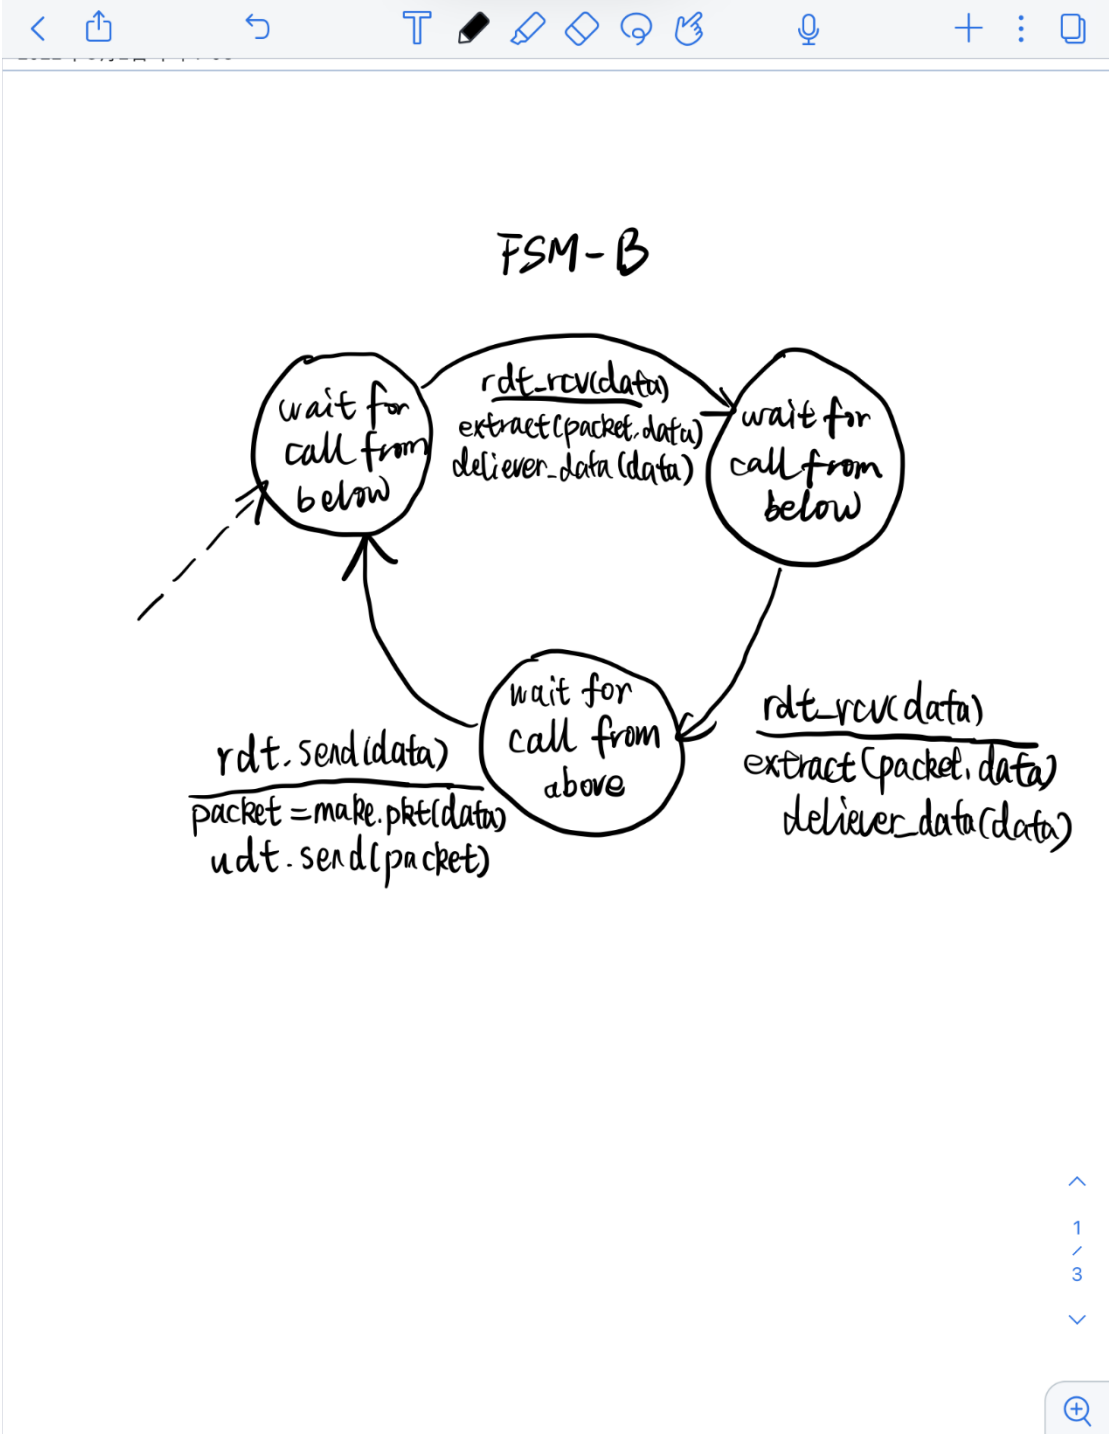 FSM-B
wait for
call from
below
rdt_rcv(data)
extract(packet.data)
deliever_data(data)
wait for
call from
below
wait for
call from
above
rdt_rcv(data)
extract(packet.data)
deliever_data(data)
rdt.send(data)
packet=make.pkt(data)
udt.send(packet)
1
/
3